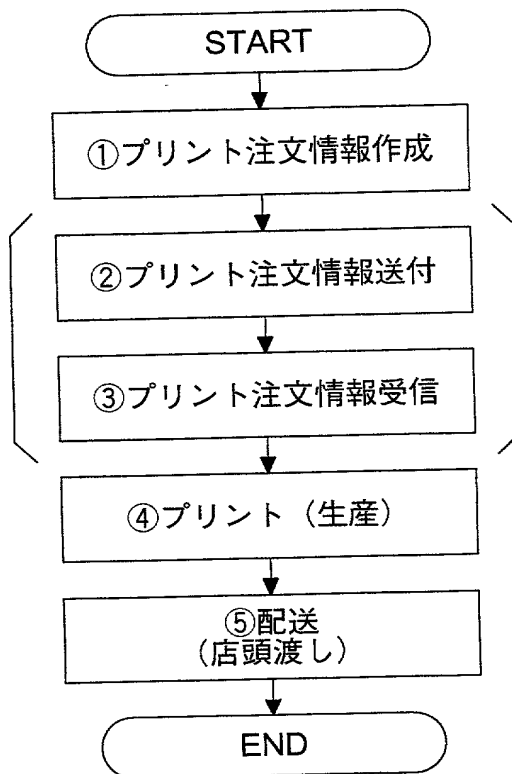 START
①プリント注文情報作成
②プリント注文情報送付
③プリント注文情報受信
④プリント（生産）
⑤配送
（店頭渡し）
END